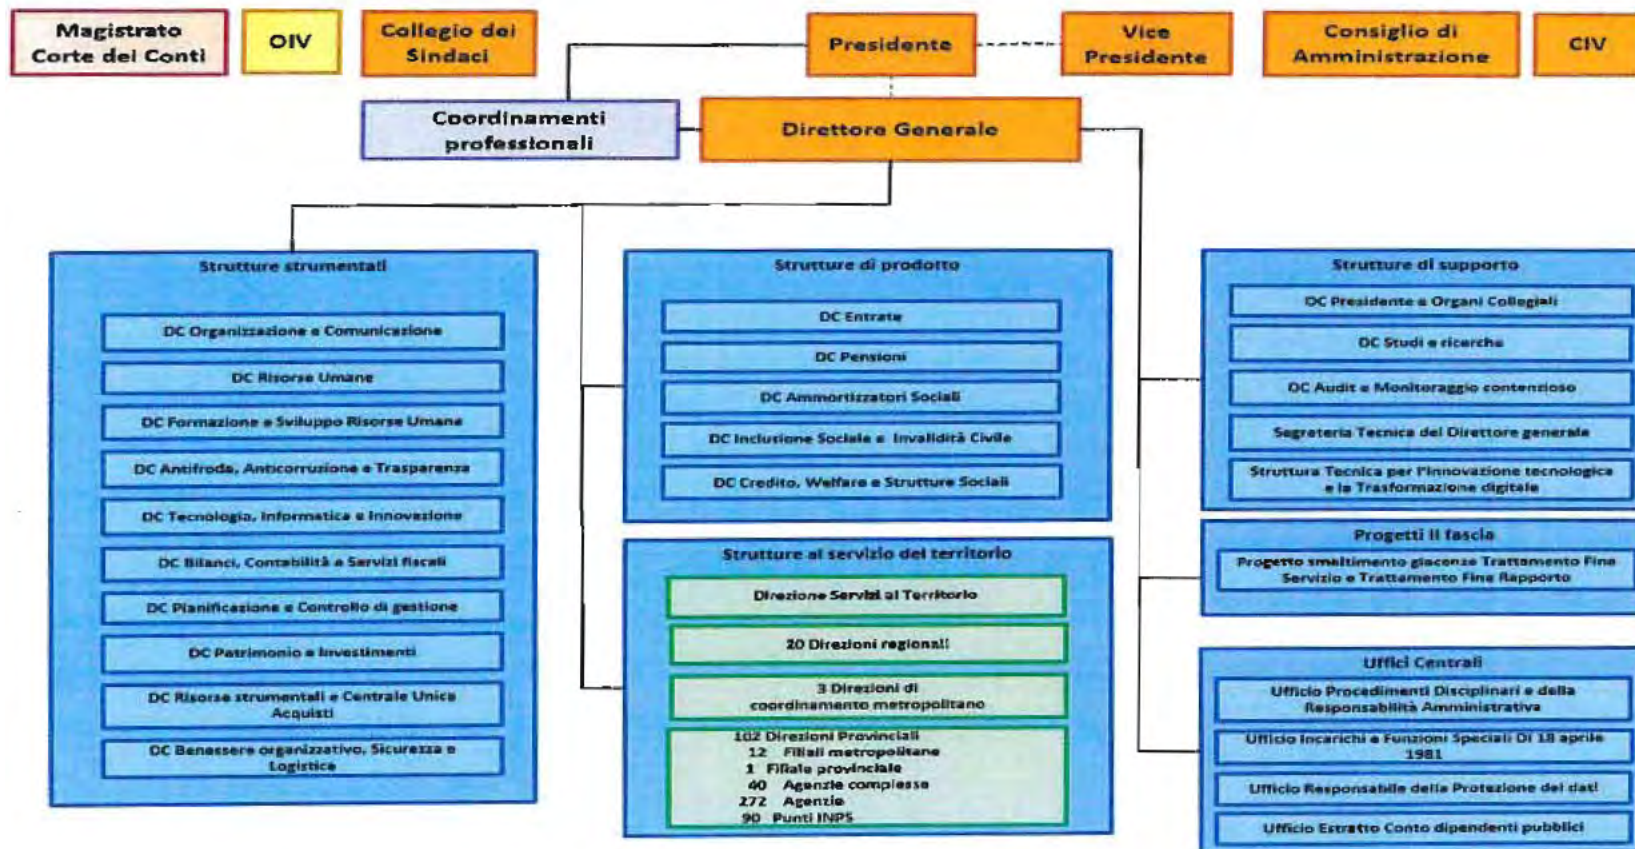 Magistrato
Corte dei Conti
OIV
Collegio dei
Sindaci
Presidente
Vice
Presidente
Consiglio di
Amministrazione
CIV
Coordinamenti
professionali
Direttore Generale
Strutture strumentali
DC Organizzazione e Comunicazione
DC Risorse Umane
DC Formazione e Sviluppo Risorse Umane
DC Antifrode, Anticorruzione e Trasparenza
DC Tecnologia, Informatica e Innovazione
DC Bilanci, Contabilità e Servizi fiscali
DC Pianificazione e Controllo di gestione
DC Patrimonio e Investimenti
DC Risorse strumentali e Centrale Unica
Acquisti
DC Benessere organizzativo, Sicurezza e
Logistica
Strutture di prodotto
DC Entrate
DC Pensioni
DC Ammortizzatori Sociali
DC Inclusione Sociale e Invalidità Civile
DC Credito, Welfare e Strutture Sociali
Strutture al servizio del territorio
Direzione Servizi al Territorio
20 Direzioni regionali
3 Direzioni di
coordinamento metropolitano
102 Direzioni Provinciali
12 Filiali metropolitane
1 Filiale provinciale
40 Agenzie complesse
272 Agenzie
90 Punti INPS
Strutture di supporto
DC Presidente e Organi Collegiali
DC Studi e ricerche
DC Audit e Monitoraggio contenzioso
Segreteria Tecnica del Direttore generale
Struttura Tecnica per l'Innovazione tecnologica
e la Trasformazione digitale
Progetti II fascia
Progetto smaltimento giacenze Trattamento Fine
Servizio e Trattamento Fine Rapporto
Uffici Centrali
Ufficio Procedimenti Disciplinari e della
Responsabilità Amministrativa
Ufficio Incarichi e Funzioni Speciali DI 18 aprile
1981
Ufficio Responsabile della Protezione dei dati
Ufficio Estratto Conto dipendenti pubblici